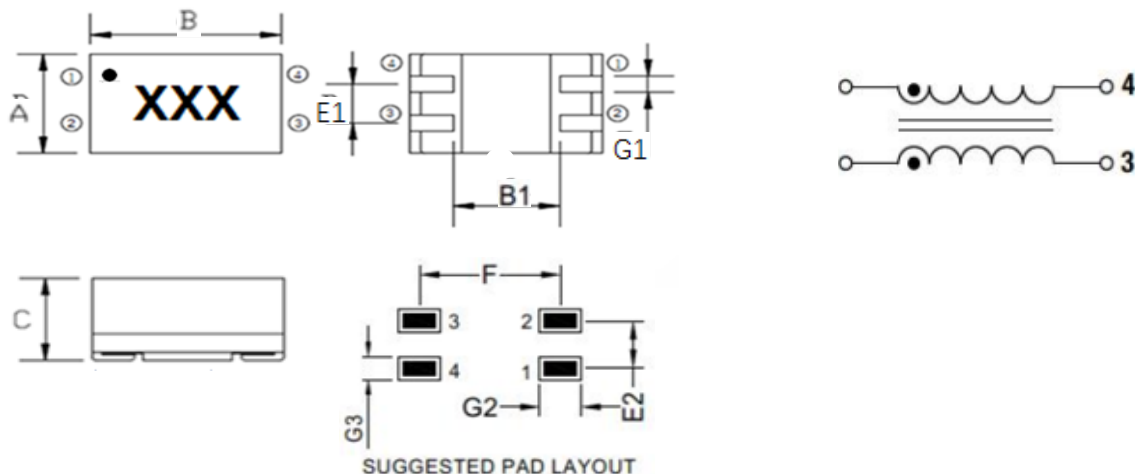 B
A
①
②
XXX
④
③
E1
④
③
①
②
G1
B1
4
3
C
F
3
2
4
1
G3
G2
E2
SUGGESTED PAD LAYOUT